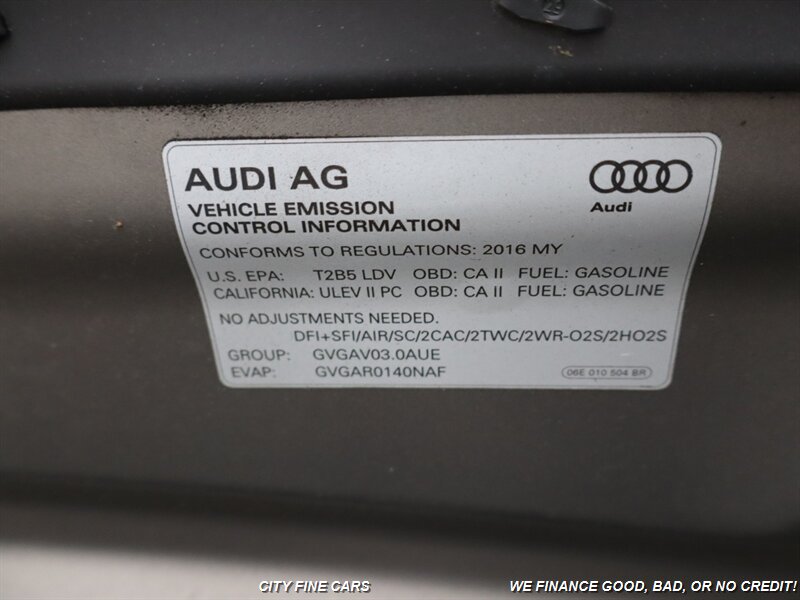 29
AUDI AG
Audi
VEHICLE EMISSION
CONTROL INFORMATION
CONFORMS TO REGULATIONS: 2016 MY
U.S. EPA: T2B5 LDV OBD: CA II FUEL: GASOLINE
CALIFORNIA: ULEV II PC OBD: CA II FUEL: GASOLINE
NO ADJUSTMENTS NEEDED.
DFI+SFI/AIR/SC/2CAC/2TWC/2WR-O2S/2HO2S
GROUP: GVGAV03.0AUE
EVAP: GVGAR0140NAF
06E 010 504 BR
CITY FINE CARS
WE FINANCE GOOD, BAD, OR NO CREDIT!